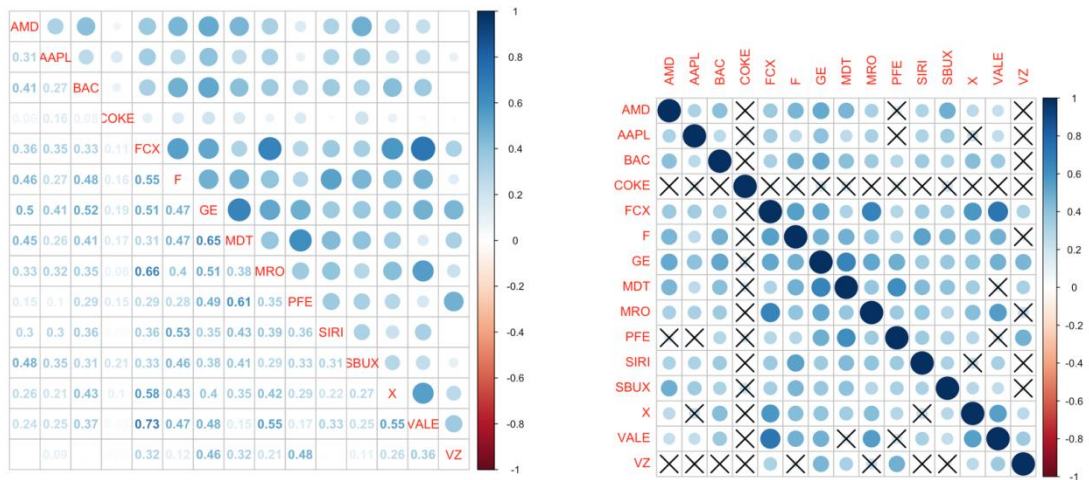 AMD
0.31 AAPL
0.41 0.27 BAC
0.16 COKE
0.36 0.35 0.33 0.11 FCX
0.46 0.27 0.48 0.16 0.55 F
0.5 0.41 0.52 0.19 0.51 0.47 GE
0.45 0.26 0.41 0.31 0.47 0.65 MDT
0.33 0.32 0.35 0.66 0.4 0.51 0.38 MRO
0.15 0.1 0.29 0.15 0.29 0.28 0.49 0.61 0.35 PFE
0.3 0.3 0.36 0.36 0.53 0.35 0.43 0.39 0.36 SIRI
0.48 0.35 0.31 0.21 0.33 0.46 0.38 0.41 0.29 0.33 0.31 SBUX
0.26 0.21 0.43 0.58 0.43 0.4 0.35 0.42 0.29 0.22 0.27 X
0.24 0.25 0.37 0.73 0.47 0.48 0.15 0.55 0.17 0.33 0.25 0.55 VALE
0.09 0.32 0.12 0.46 0.32 0.21 0.48 0.11 0.26 0.36 VZ
1
0.8
0.6
0.4
0.2
0
-0.2
-0.4
-0.6
-0.8
-1
AMD AAPL BAC COKE FCX F GE MDT MRO PFE SIRI SBUX X VALE VZ
AMD
AAPL
BAC
COKE
FCX
F
GE
MDT
MRO
PFE
SIRI
SBUX
X
VALE
VZ
1
0.8
0.6
0.4
0.2
0
-0.2
-0.4
-0.6
-0.8
-1